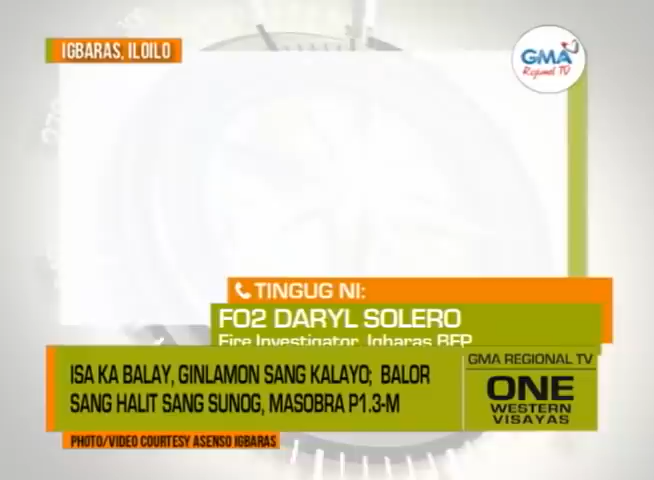 IGBARAS, ILOILO
GMA
Regional TV
TINGUG NI:
FO2 DARYL SOLERO
Fire Investigator, Igbaras BFP
ISA KA BALAY, GINLAMON SANG KALAYO; BALOR
SANG HALIT SANG SUNOG, MASOBRA P1.3-M
GMA REGIONAL TV
ONE
WESTERN
VISAYAS
PHOTO/VIDEO COURTESY ASENSO IGBARAS